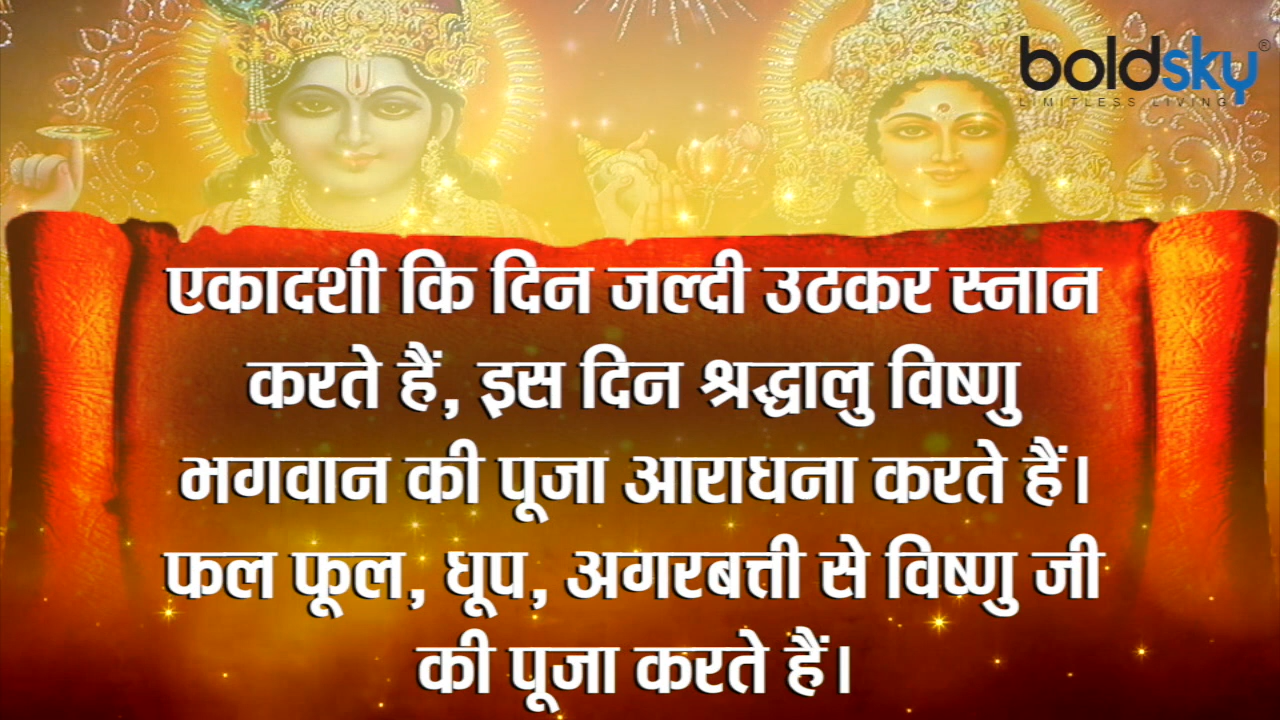 boldsky®
LIMITLESS LIVING
एकादशी कि दिन जल्दी उठकर स्नान
करते हैं, इस दिन श्रद्धालु विष्णु
भगवान की पूजा आराधना करते हैं।
फल फूल, धूप, अगरबत्ती से विष्णु जी
की पूजा करते हैं।